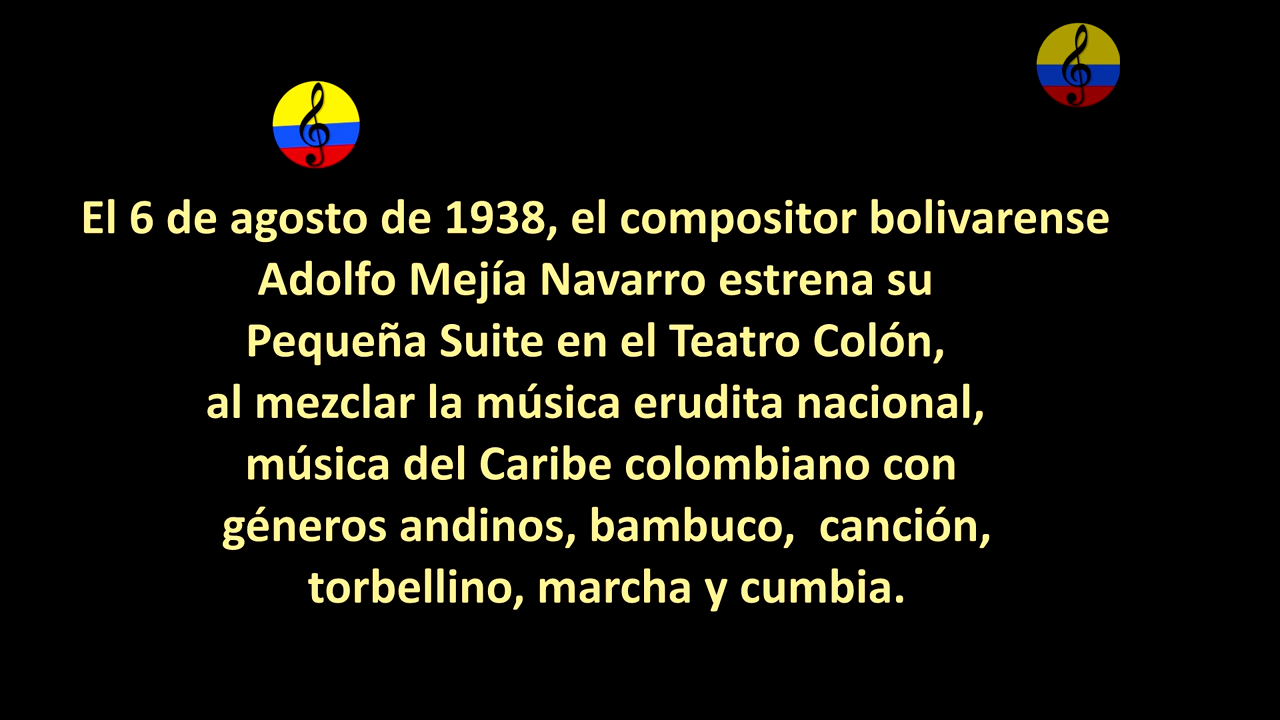 El 6 de agosto de 1938, el compositor bolivarense
Adolfo Mejía Navarro estrena su
Pequeña Suite en el Teatro Colón,
al mezclar la música erudita nacional,
música del Caribe colombiano con
géneros andinos, bambuco,  canción,
torbellino, marcha y cumbia.